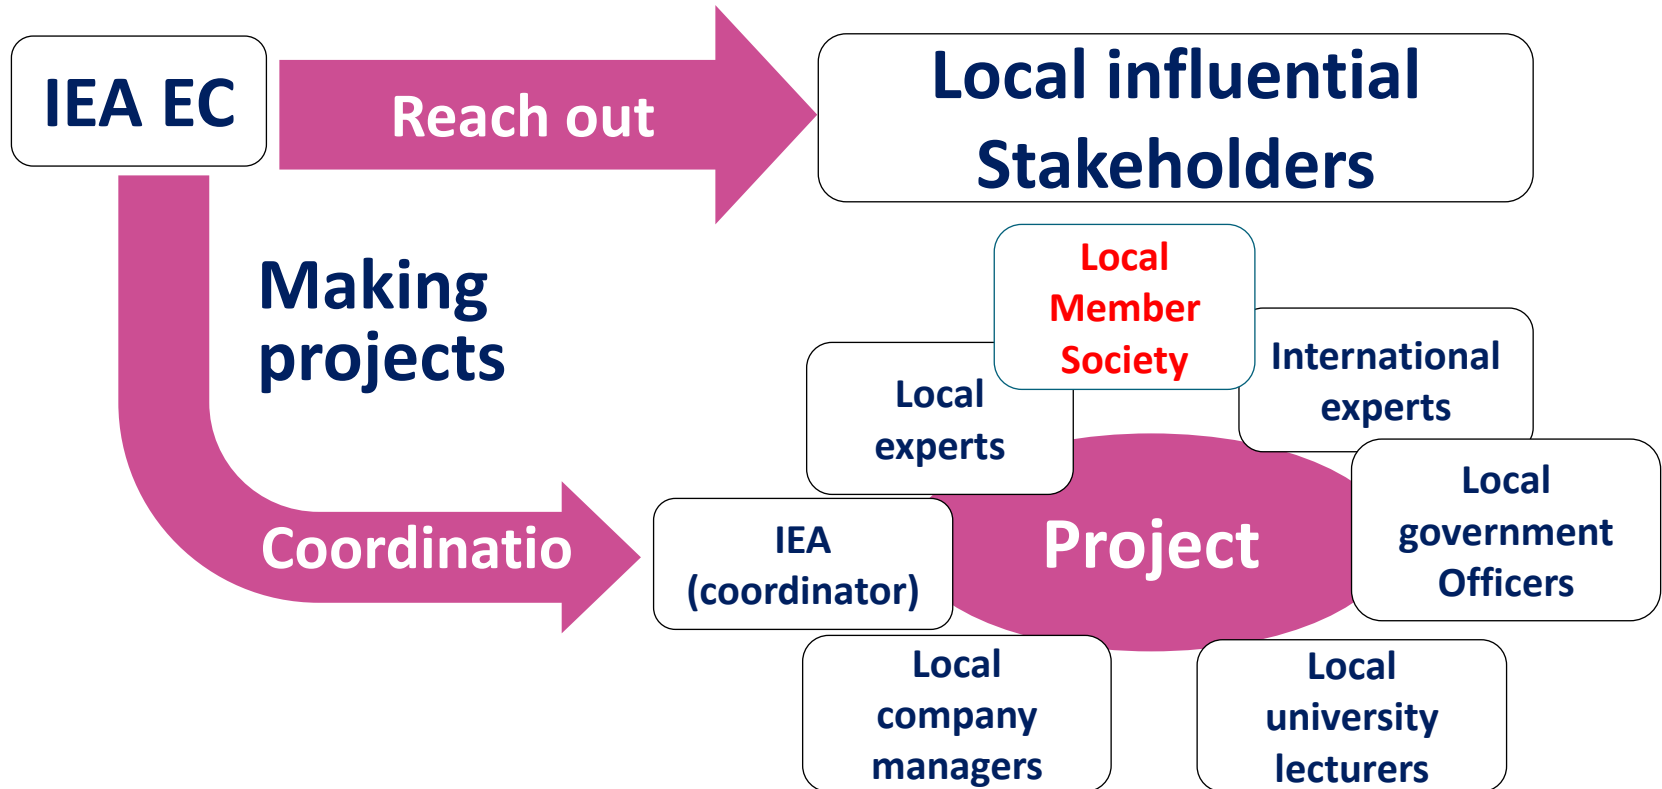 IEA EC
Reach out
Local influential
Stakeholders
Making
projects
Local
Member
Society
International
experts
Local
experts
Local
government
Officers
Coordinatio
IEA
(coordinator)
Project
Local
company
managers
Local
university
lecturers